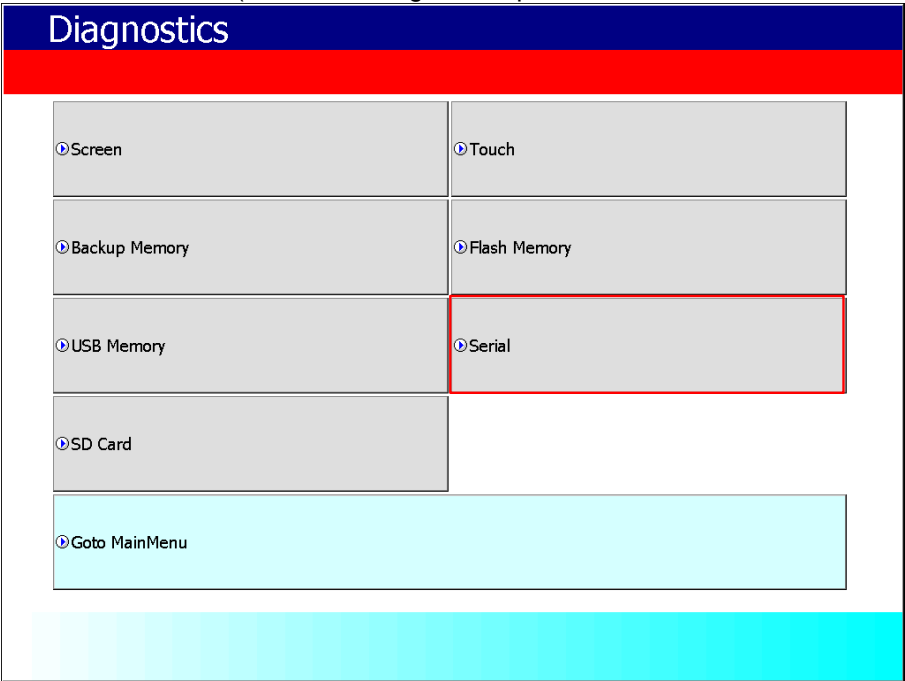 Diagnostics
Screen
Touch
Backup Memory
Flash Memory
USB Memory
Serial
SD Card
Goto MainMenu